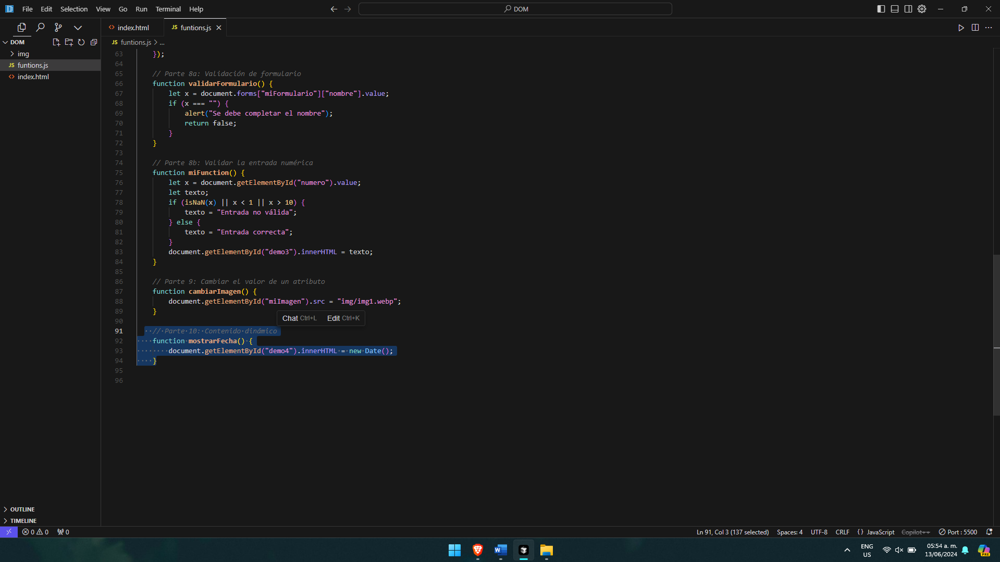 File Edit Selection View Go Run Terminal Help
DOM
index.html
JS funtions.js
DOM
JS funtions.js > ...
img
JS funtions.js
index.html
63 });
64
65 // Parte 8a: Validación de formulario
66 function validarFormulario() {
67 let x = document.forms["miFormulario"]["nombre"].value;
68 if (x === "") {
69 alert("Se debe completar el nombre");
70 return false;
71 }
72 }
73
74 // Parte 8b: Validar la entrada numérica
75 function miFunction() {
76 let x = document.getElementById("numero").value;
77 let texto;
78 if (isNaN(x) || x < 1 || x > 10) {
79 texto = "Entrada no válida";
80 } else {
81 texto = "Entrada correcta";
82 }
83 document.getElementById("demo3").innerHTML = texto;
84 }
85
86 // Parte 9: Cambiar el valor de un atributo
87 function cambiarImagen() {
88 document.getElementById("miImagen").src = "img/img1.webp";
89 }
90
Chat Ctrl+L Edit Ctrl+K
91 // Parte 10: Contenido dinámico
92 function mostrarFecha() {
93 document.getElementById("demo4").innerHTML = new Date();
94 }
95
96
OUTLINE
TIMELINE
0 0 0
Ln 91, Col 3 (137 selected) Spaces: 4 UTF-8 CRLF {} JavaScript Copilot++ Port : 5500
W
ENG
US
05:54 a. m.
13/06/2024
PRE